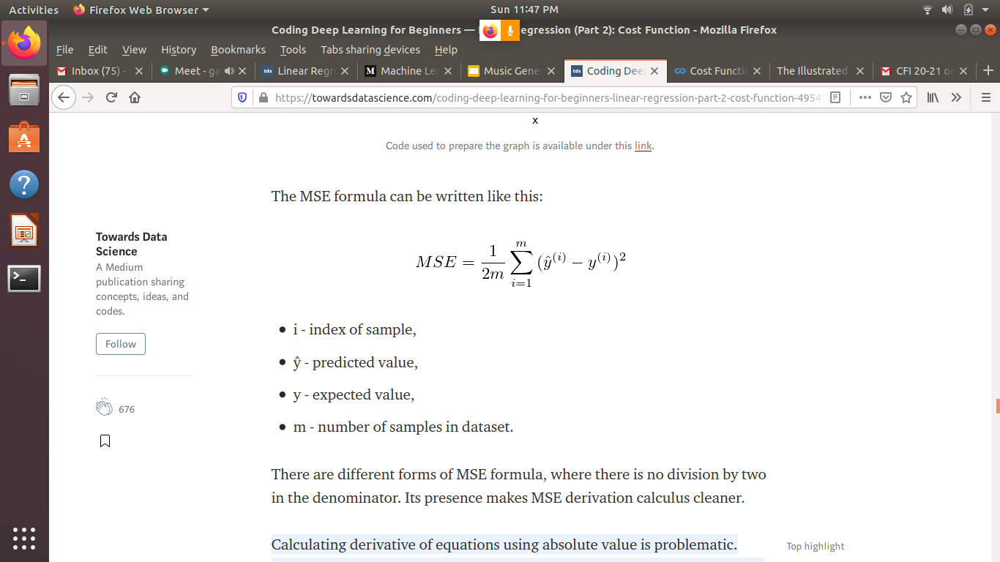 Activities Firefox Web Browser Sun 11:47 PM
Coding Deep Learning for Beginners — egression (Part 2): Cost Function - Mozilla Firefox
File Edit View History Bookmarks Tools Tabs sharing devices Help
Inbox (75) - Meet - ga Linear Regr Machine Le Music Gene Coding Dee Cost Functi The Illustrated CFI 20-21 or
https://towardsdatascience.com/coding-deep-learning-for-beginners-linear-regression-part-2-cost-function-4954
x
Code used to prepare the graph is available under this link.
The MSE formula can be written like this:
Towards Data
Science
A Medium
publication sharing
concepts, ideas, and
codes.
Follow
676
MSE = \frac{1}{2m} \sum_{i=1}^{m} (ŷ^{(i)} − y^{(i)})^2
• i - index of sample,
• ŷ - predicted value,
• y - expected value,
• m - number of samples in dataset.
There are different forms of MSE formula, where there is no division by two
in the denominator. Its presence makes MSE derivation calculus cleaner.
Calculating derivative of equations using absolute value is problematic.
Top highlight